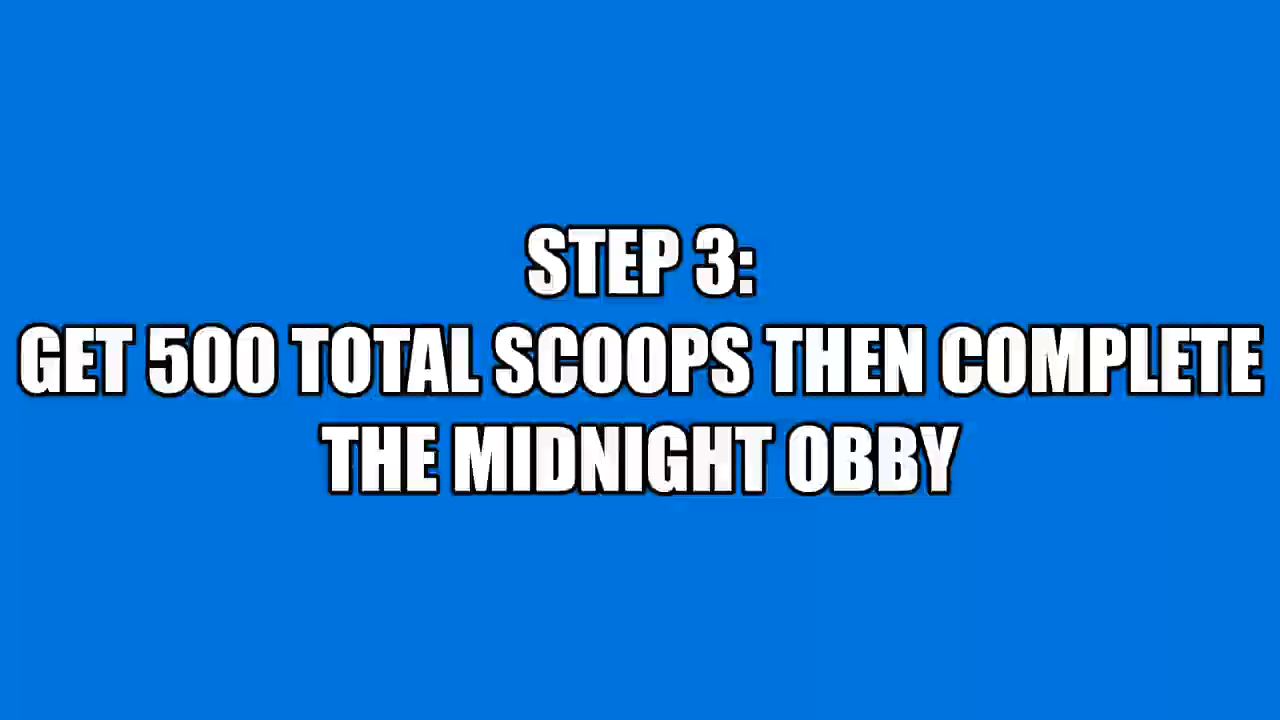 STEP 3:
GET 500 TOTAL SCOOPS THEN COMPLETE
THE MIDNIGHT OBBY